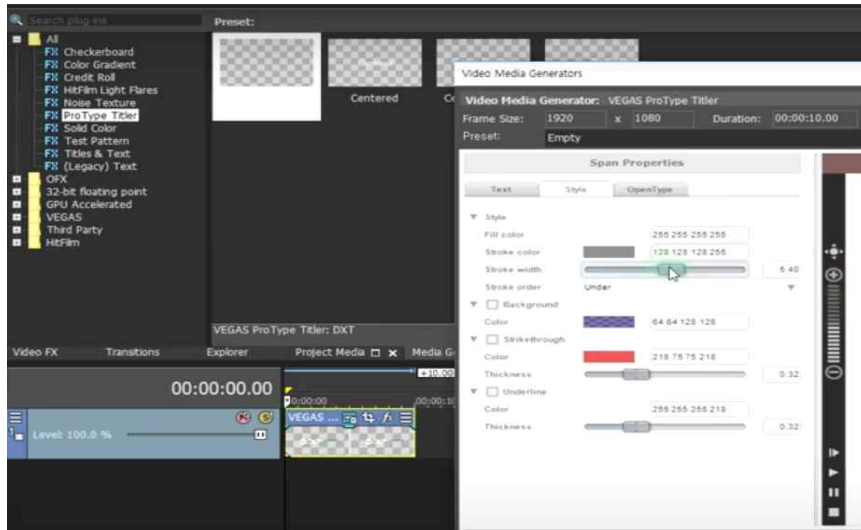 Search plug-ins
Preset:
All
FX Checkerboard
FX Color Gradient
FX Credit Roll
FX HitFilm Light Flares
FX Noise Texture
FX ProType Titler
FX Solid Color
FX Test Pattern
FX Titles & Text
FX (Legacy) Text
OFX
32-bit floating point
GPU Accelerated
VEGAS
Third Party
HitFilm
Centered
VEGAS ProType Titler: DXT
Video FX
Transitions
Explorer
Project Media
Media G
Video Media Generators
Video Media Generator: VEGAS ProType Titler
Frame Size: 1920 x 1080 Duration: 00:00:10.00
Preset: Empty
Span Properties
Text Style OpenType
Style
Fill color 255 255 255 255
Stroke color 128 128 128 255
Stroke width 5.40
Stroke order Under
Background
Color 64 64 128 128
Strikethrough
Color 218 75 75 218
Thickness 0.32
Underline
Color 255 255 255 218
Thickness 0.32
+10.00
00:00:00.00
0:00:00
00:00:10
1
Level: 100.0 %
VEGAS ... fx